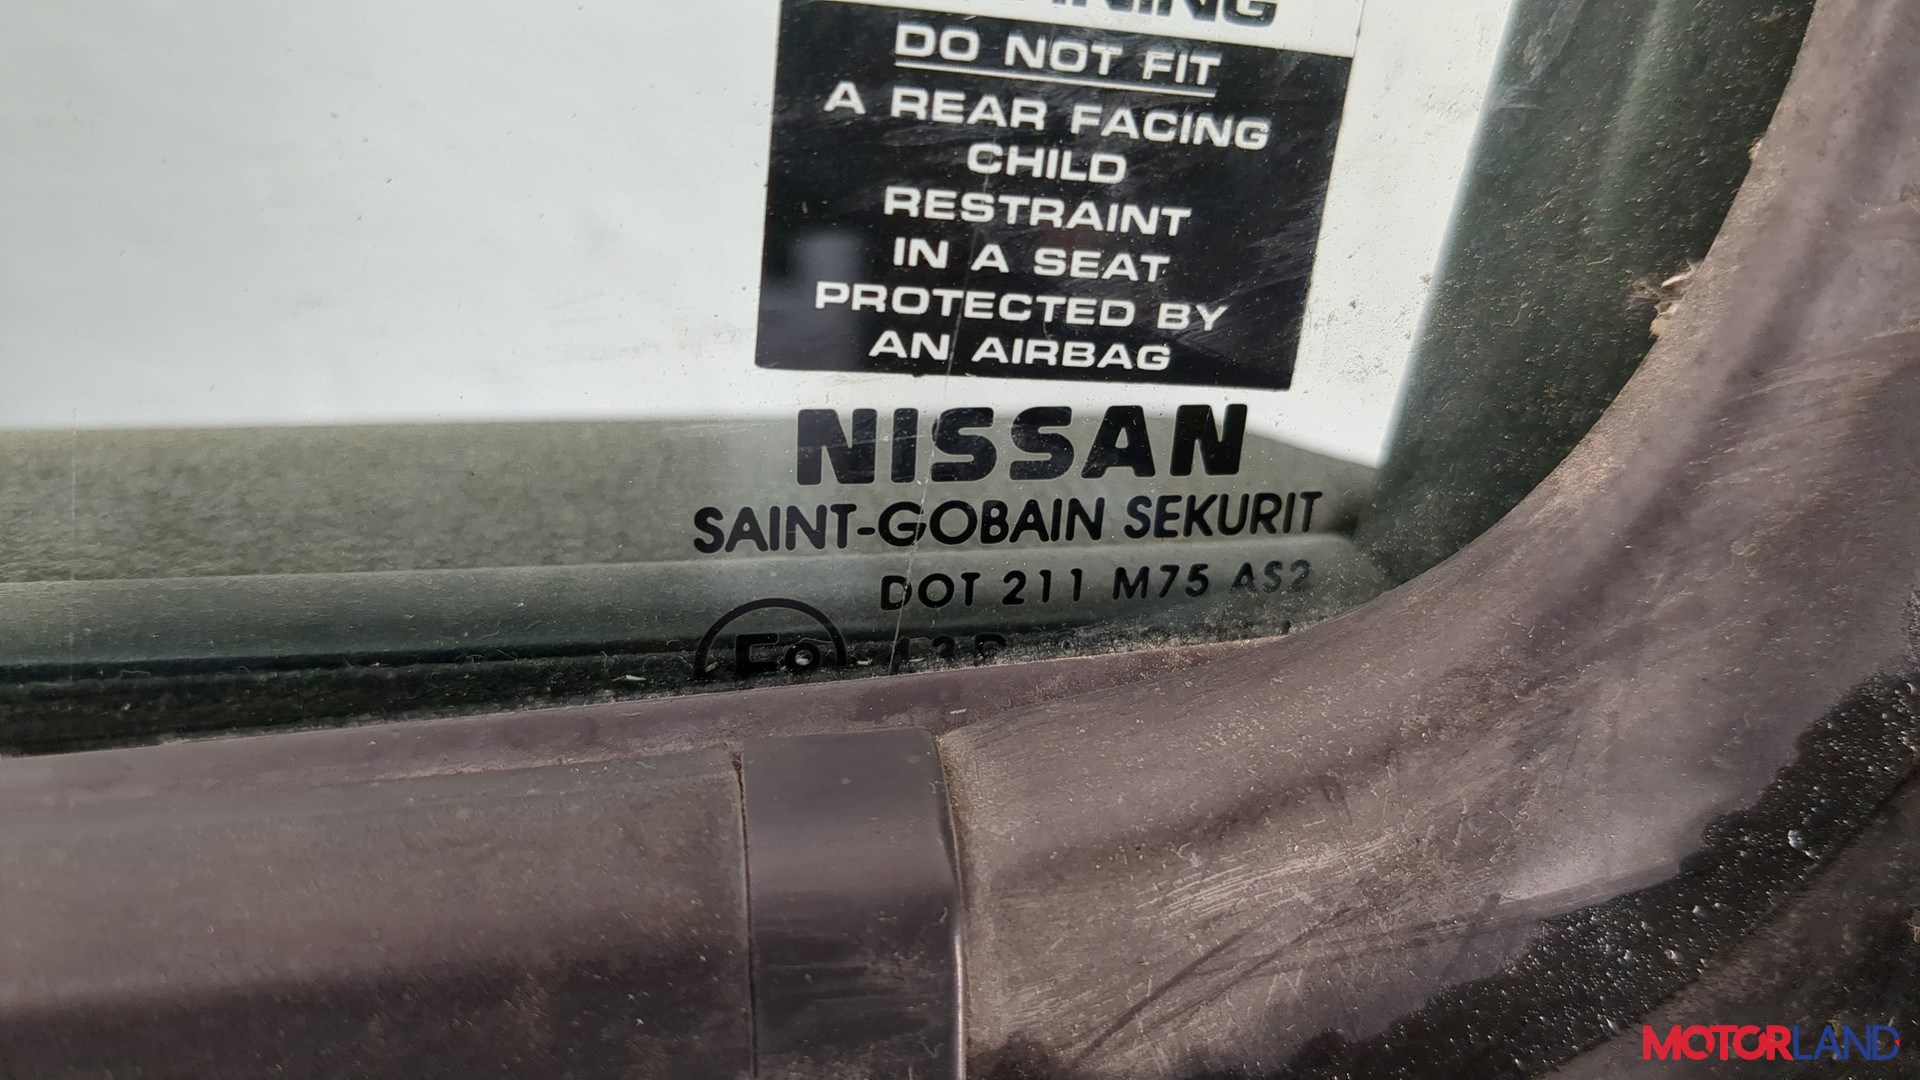 DO NOT FIT
A REAR FACING
CHILD
RESTRAINT
IN A SEAT
PROTECTED BY
AN AIRBAG
NISSAN
SAINT-GOBAIN SEKURIT
DOT 211 M75 AS2
MOTORLAND